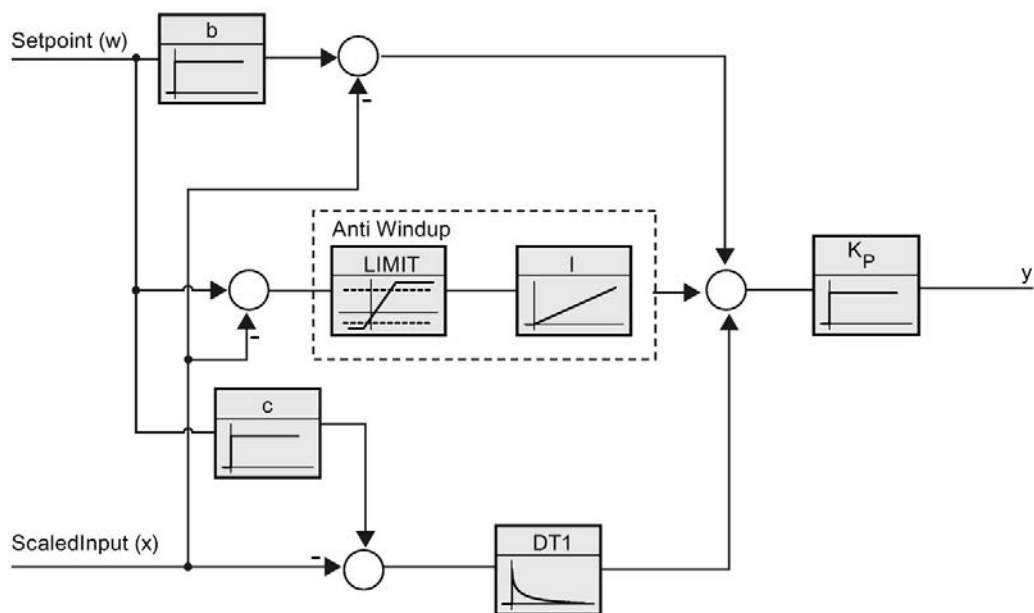 Setpoint (w)
b
-
Anti Windup
LIMIT
I
K_P
y
-
c
ScaledInput (x)
-
DT1